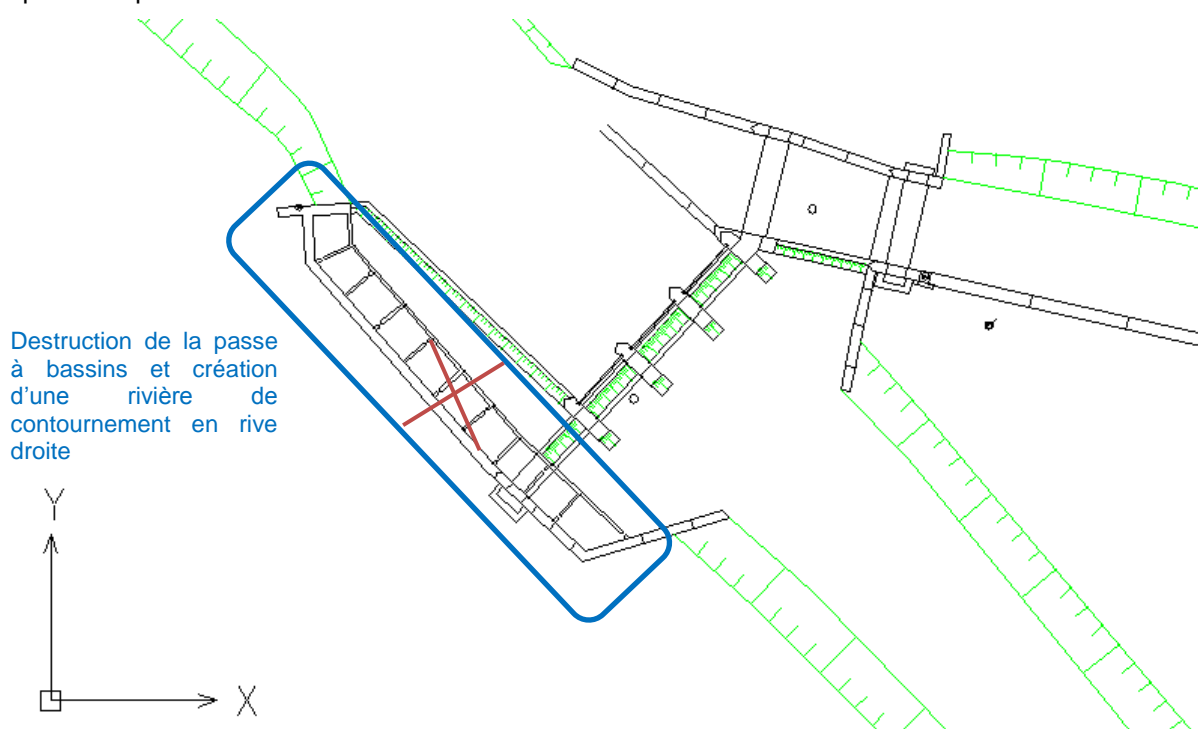 Destruction de la passe
à bassins et création
d'une rivière de
contournement en rive
droite
Y
X